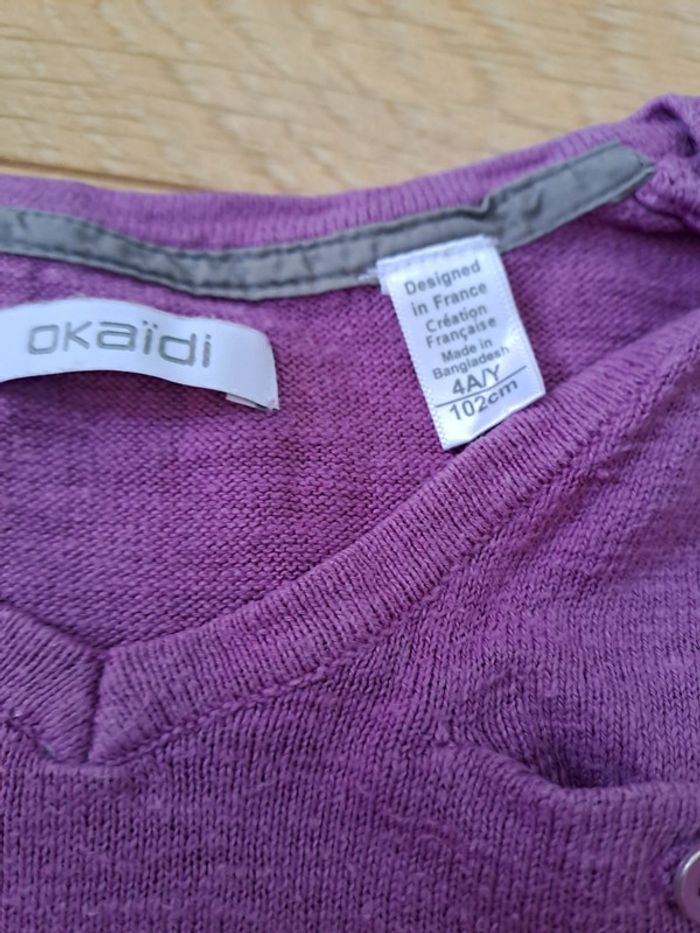 oKaïdi
Designed
in France
Création
Française
Made in
Bangladesh
4A/Y
102cm